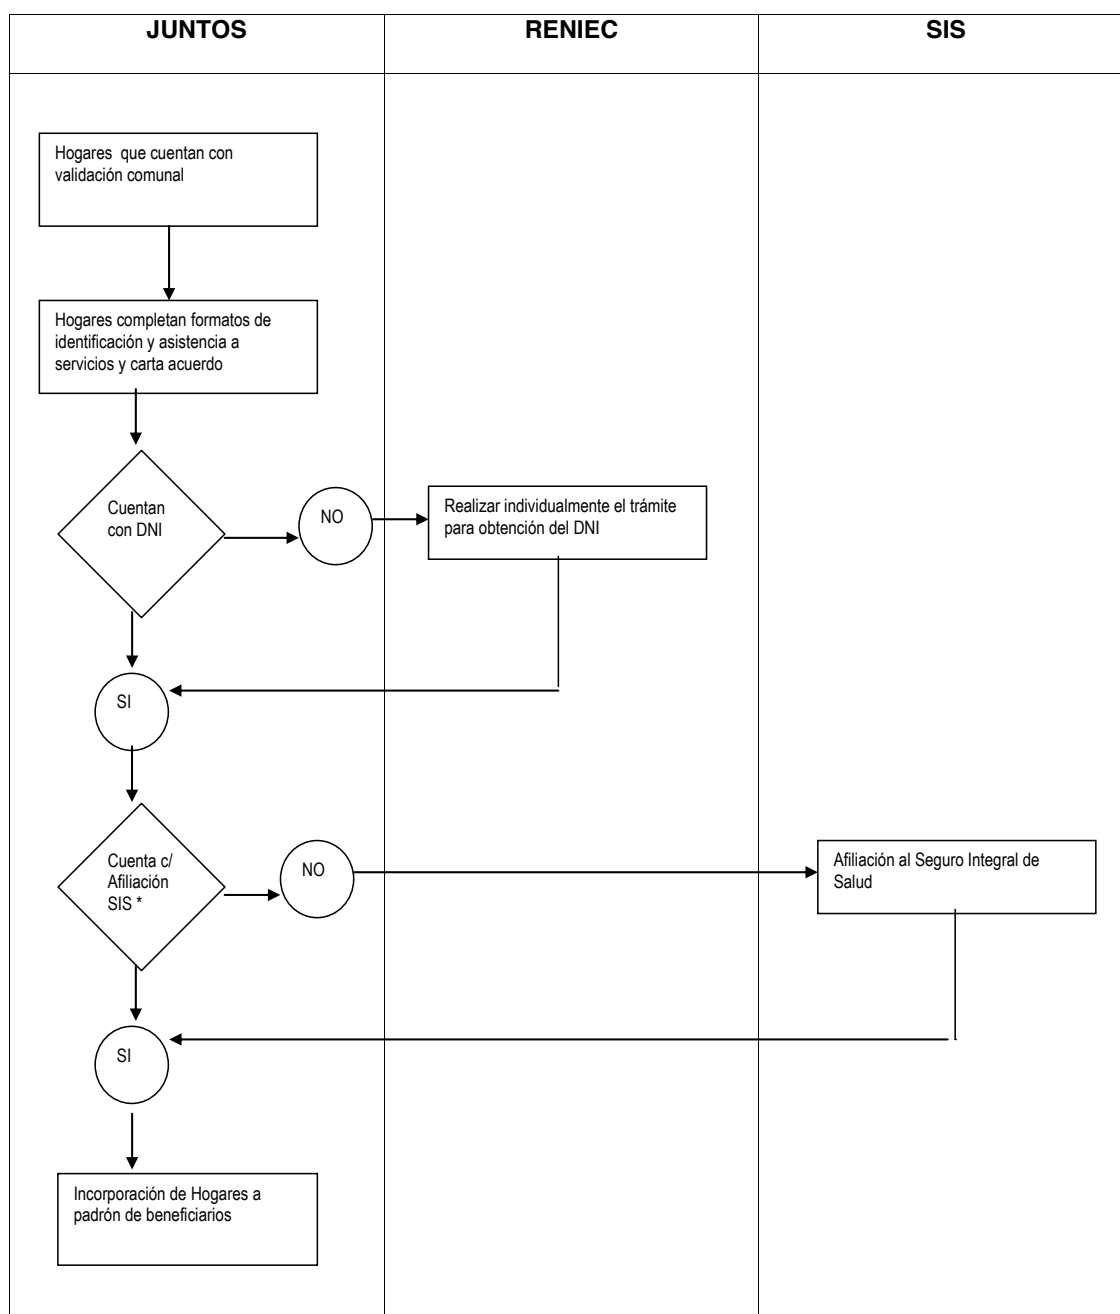 JUNTOS
RENIEC
SIS
Hogares que cuentan con
validación comunal
Hogares completan formatos de
identificación y asistencia a
servicios y carta acuerdo
Cuentan
con DNI
NO
Realizar individualmente el trámite
para obtención del DNI
SI
Cuenta c/
Afiliación
SIS *
NO
Afiliación al Seguro Integral de
Salud
SI
Incorporación de Hogares a
padrón de beneficiarios